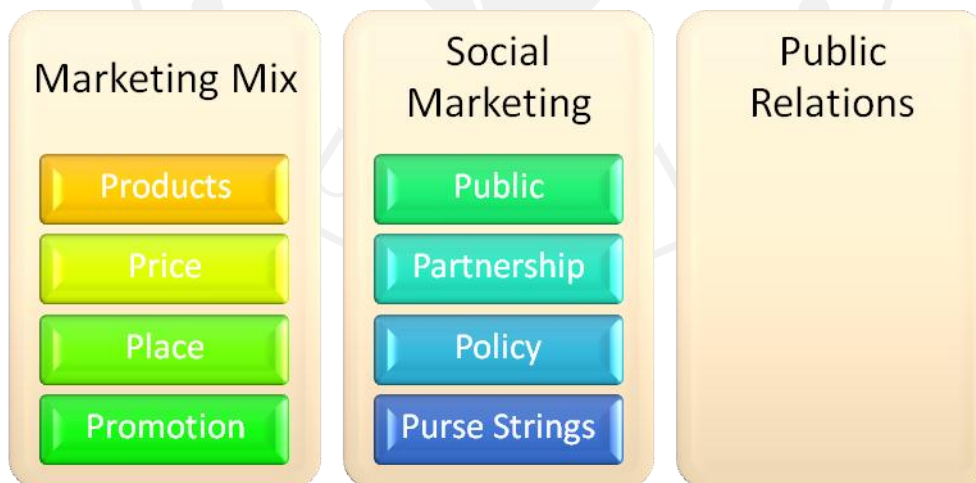 Marketing Mix
Products
Price
Place
Promotion
Social
Marketing
Public
Partnership
Policy
Purse Strings
Public
Relations